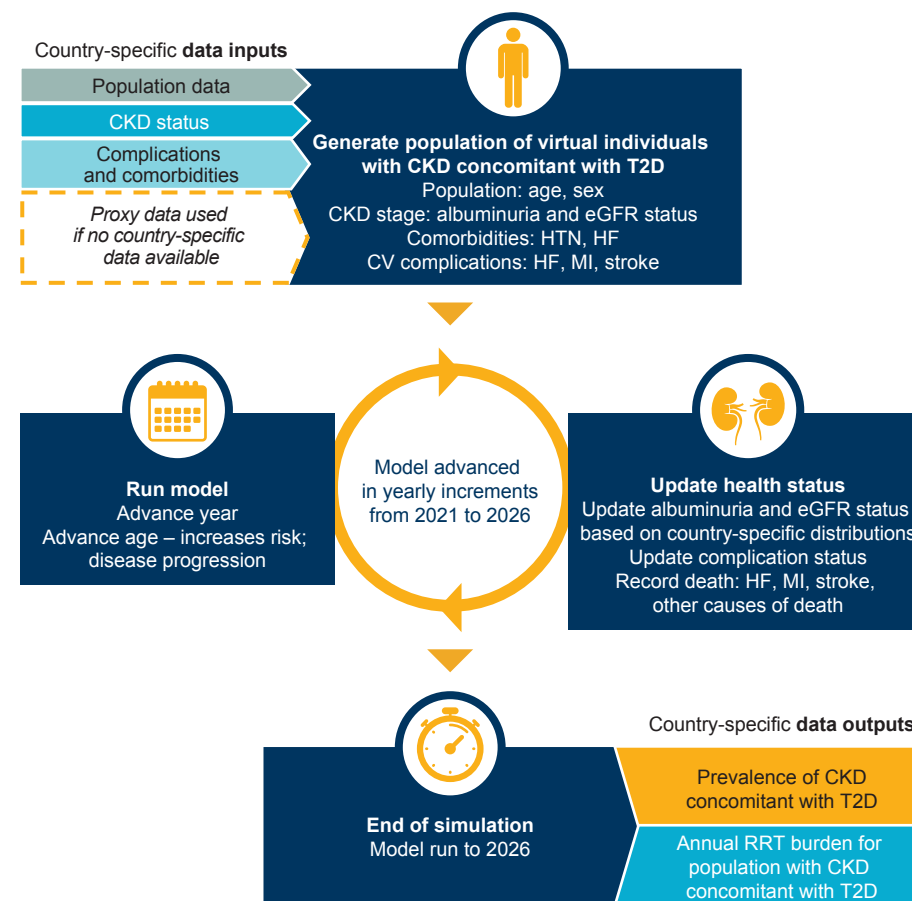 Country-specific data inputs
Population data
CKD status
Complications
and comorbidities
Proxy data used
if no country-specific
data available
Generate population of virtual individuals
with CKD concomitant with T2D
Population: age, sex
CKD stage: albuminuria and eGFR status
Comorbidities: HTN, HF
CV complications: HF, MI, stroke
Run model
Advance year
Advance age – increases risk;
disease progression
Model advanced
in yearly increments
from 2021 to 2026
Update health status
Update albuminuria and eGFR status
based on country-specific distributions
Update complication status
Record death: HF, MI, stroke,
other causes of death
End of simulation
Model run to 2026
Country-specific data outputs
Prevalence of CKD
concomitant with T2D
Annual RRT burden for
population with CKD
concomitant with T2D